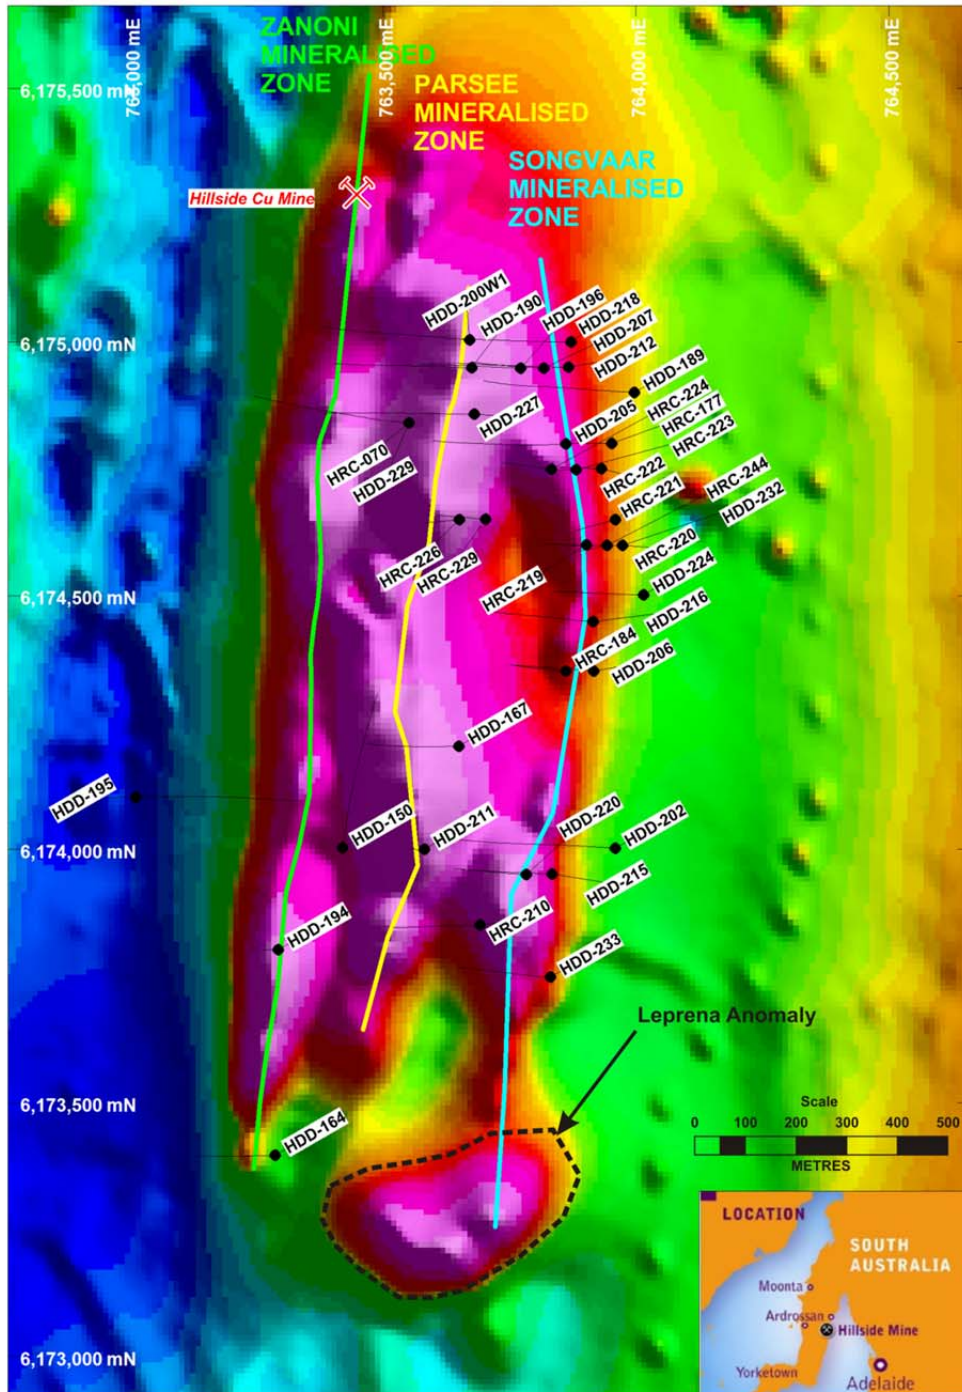 763,000 mE
763,500 mE
764,000 mE
764,500 mE
ZANONI
MINERALISED
ZONE
6,175,500 mN
PARSEE
MINERALISED
ZONE
SONGVAAR
MINERALISED
ZONE
Hillside Cu Mine
HDD-200W1
HDD-190
HDD-196
HDD-218
HDD-207
HDD-212
6,175,000 mN
HDD-189
HDD-227
HDD-205
HRC-224
HRC-177
HRC-223
HRC-070
HDD-229
HRC-222
HRC-221
HRC-244
HDD-232
HRC-226
HRC-229
HRC-219
HRC-220
HDD-224
6,174,500 mN
HDD-216
HRC-184
HDD-206
HDD-167
HDD-195
HDD-150
HDD-211
HDD-220
HDD-202
6,174,000 mN
HDD-215
HDD-194
HRC-210
HDD-233
Leprena Anomaly
6,173,500 mN
HDD-164
Scale
0 100 200 300 400 500
METRES
LOCATION
SOUTH
AUSTRALIA
Moonta
Ardrossan
Hillside Mine
Yorketown
Adelaide
6,173,000 mN